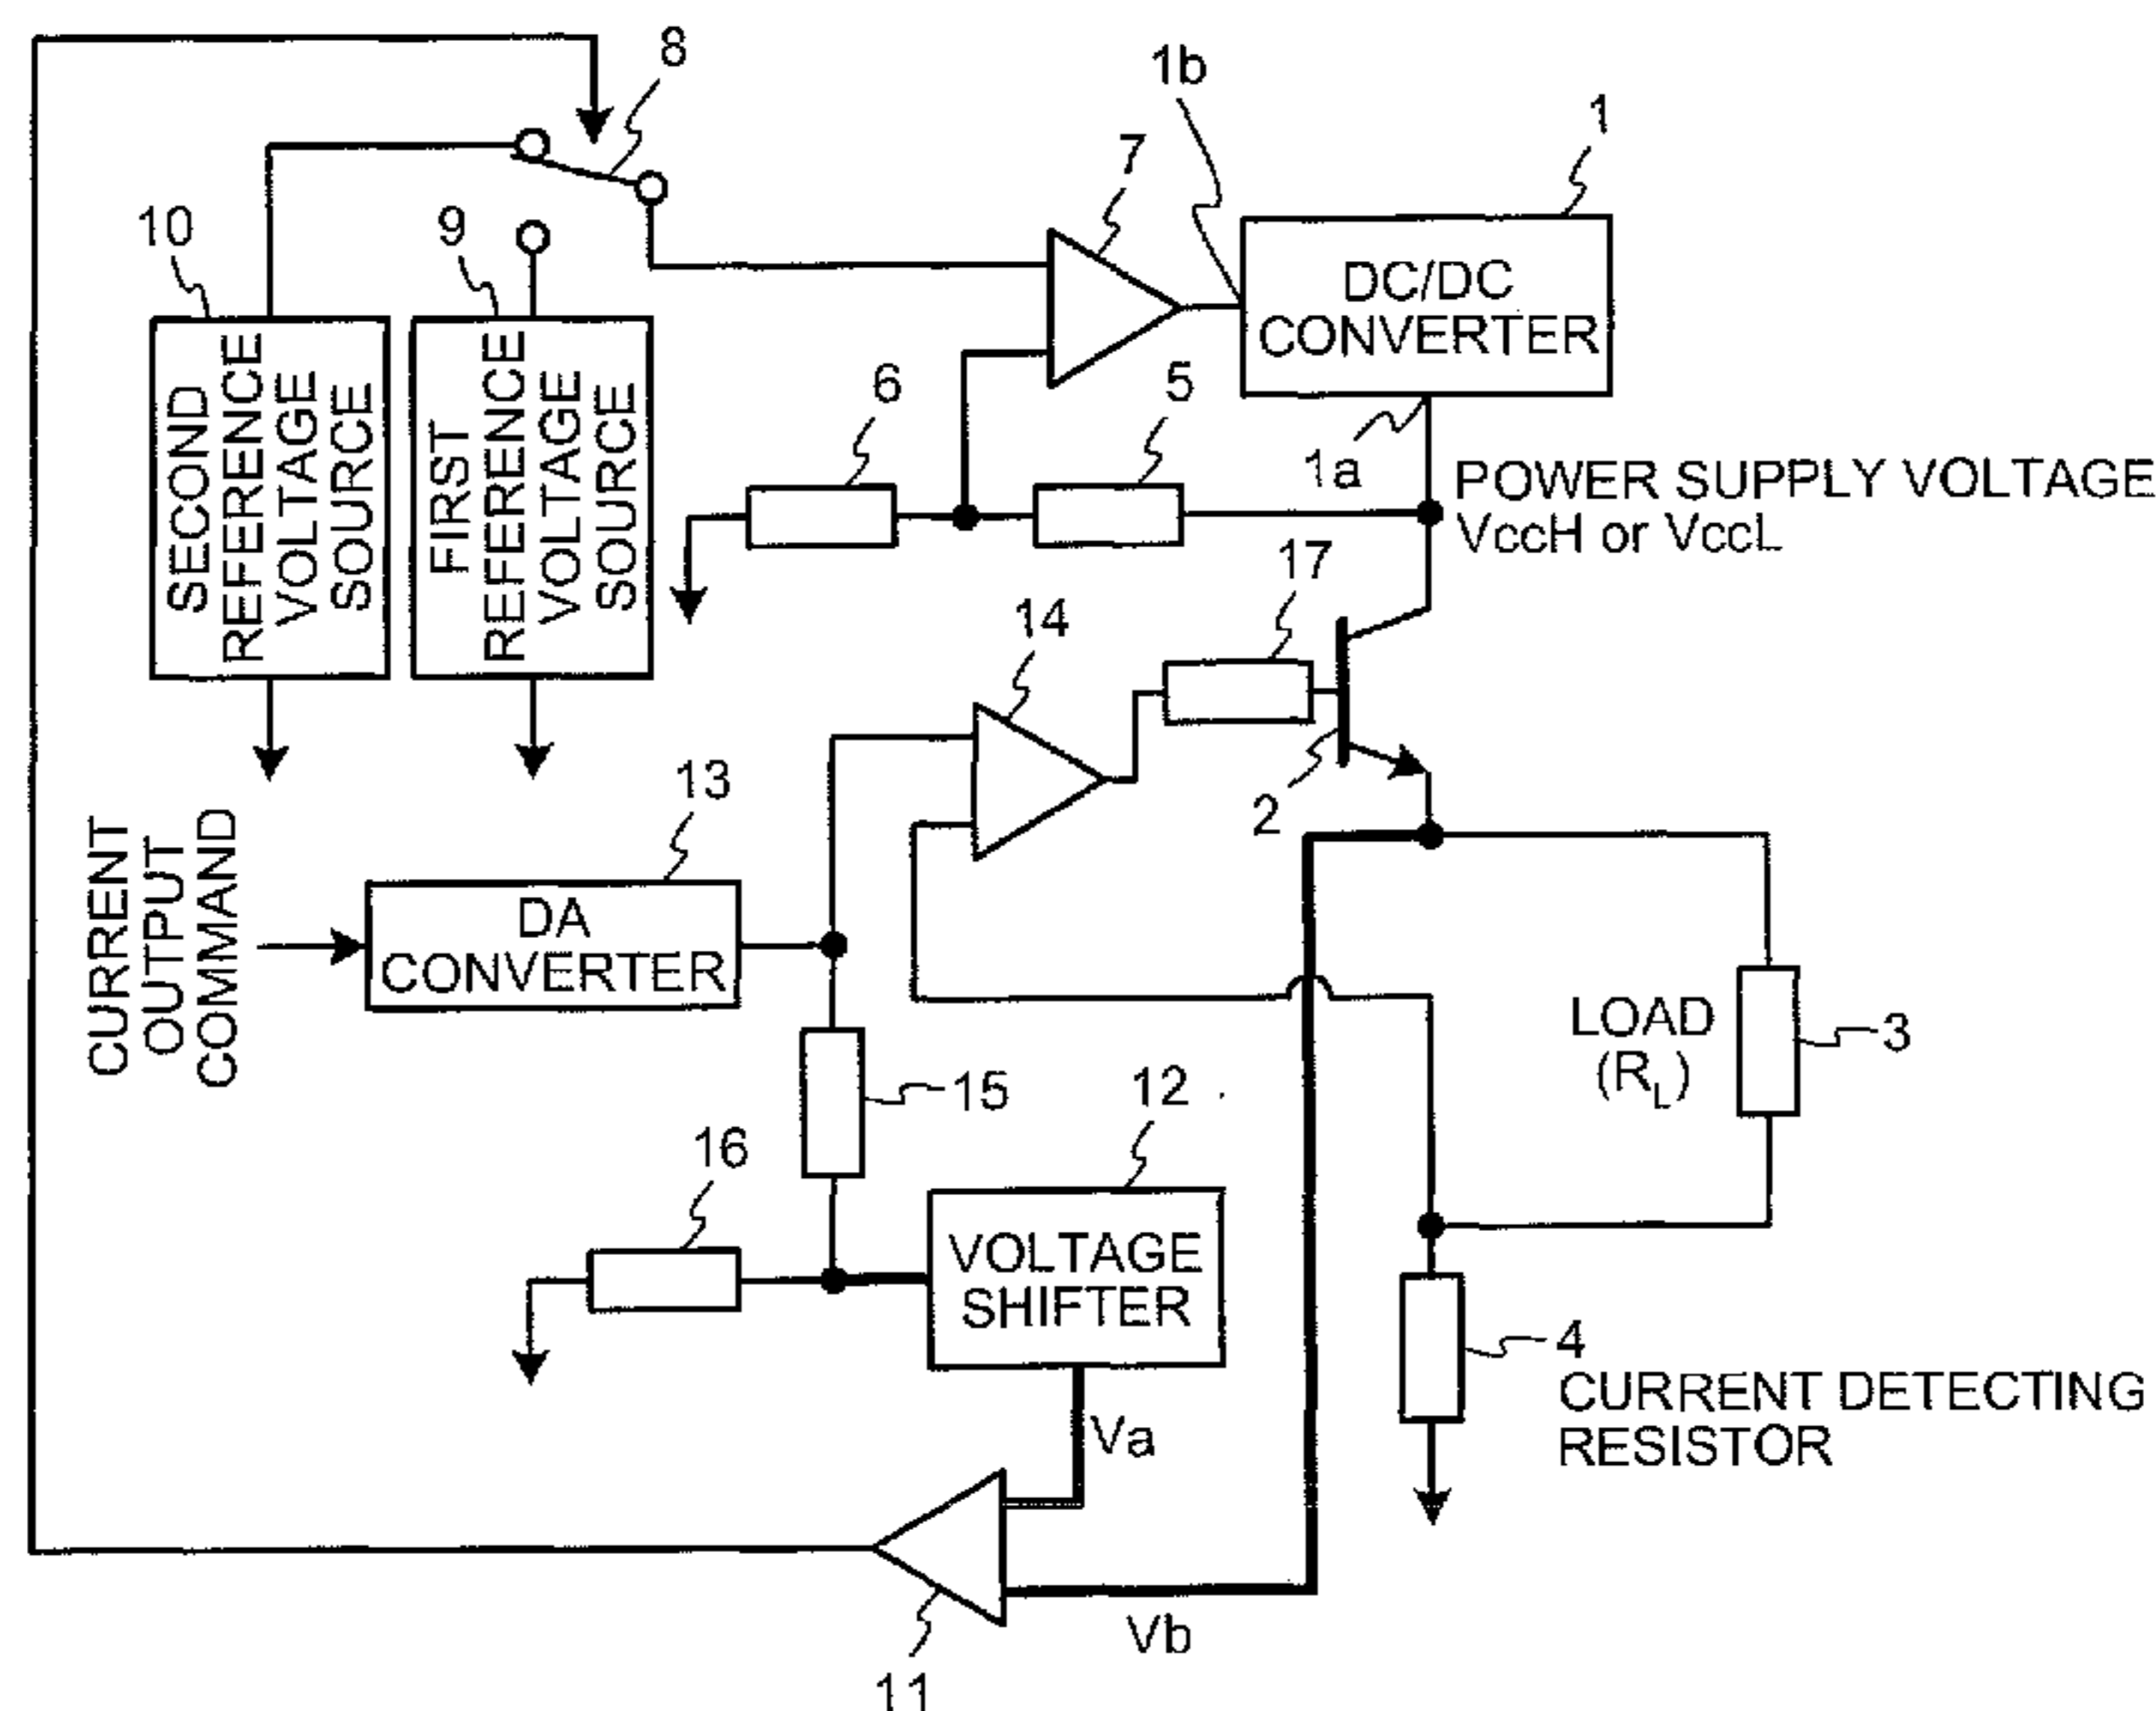 8
1b
1
7
10
9
DC/DC
CONVERTER
SECOND
REFERENCE
VOLTAGE
SOURCE
FIRST
REFERENCE
VOLTAGE
SOURCE
6
5
1a
POWER SUPPLY VOLTAGE
VccH or VccL
17
14
2
13
CURRENT
OUTPUT
COMMAND
DA
CONVERTER
LOAD
(RL)
3
15
12
16
VOLTAGE
SHIFTER
4
CURRENT DETECTING
RESISTOR
Va
Vb
11